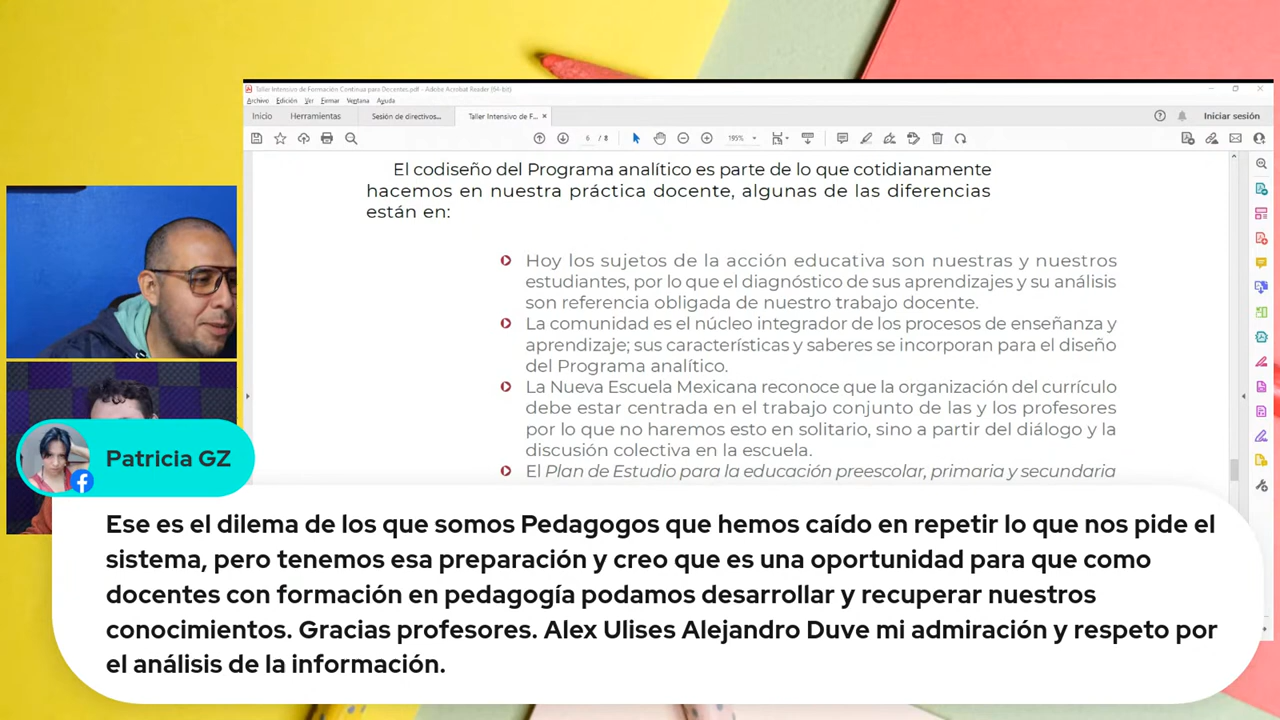 Taller Intensivo de Formación Continua para Docentes.pdf - Adobe Acrobat Reader (64-bit)
Archivo Edición Ver Firmar Ventana Ayuda
Inicio Herramientas Sesión de directivos... Taller Intensivo de F... × Iniciar sesión
6 / 8 195%
El codiseño del Programa analítico es parte de lo que cotidianamente
hacemos en nuestra práctica docente, algunas de las diferencias
están en:
Hoy los sujetos de la acción educativa son nuestras y nuestros
estudiantes, por lo que el diagnóstico de sus aprendizajes y su análisis
son referencia obligada de nuestro trabajo docente.
La comunidad es el núcleo integrador de los procesos de enseñanza y
aprendizaje; sus características y saberes se incorporan para el diseño
del Programa analítico.
La Nueva Escuela Mexicana reconoce que la organización del currículo
debe estar centrada en el trabajo conjunto de las y los profesores
por lo que no haremos esto en solitario, sino a partir del diálogo y la
discusión colectiva en la escuela.
El Plan de Estudio para la educación preescolar, primaria y secundaria
Patricia GZ
Ese es el dilema de los que somos Pedagogos que hemos caído en repetir lo que nos pide el
sistema, pero tenemos esa preparación y creo que es una oportunidad para que como
docentes con formación en pedagogía podamos desarrollar y recuperar nuestros
conocimientos. Gracias profesores. Alex Ulises Alejandro Duve mi admiración y respeto por
el análisis de la información.